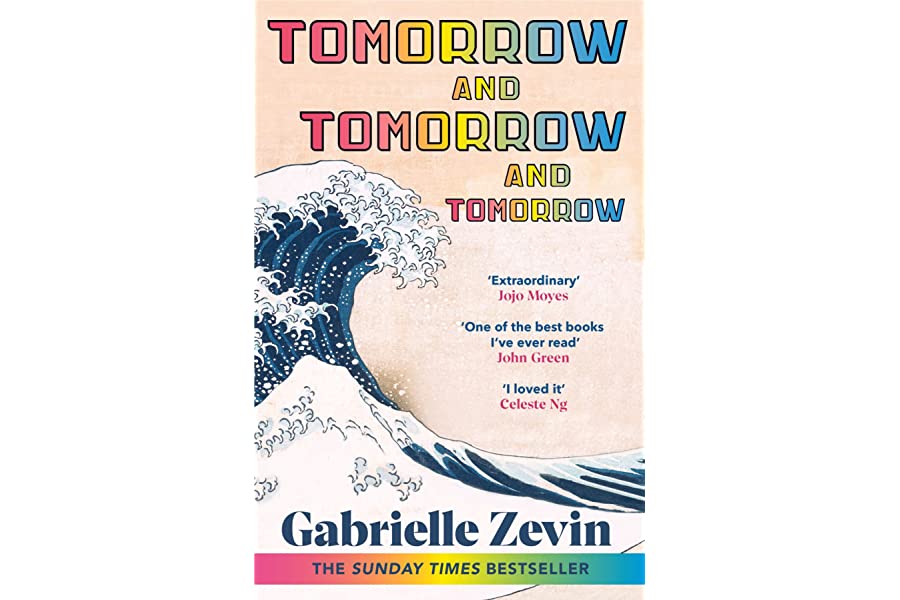 TOMORROW
AND
TOMORROW
AND
TOMORROW
‘Extraordinary’
Jojo Moyes
‘One of the best books
I’ve ever read’
John Green
‘I loved it’
Celeste Ng
Gabrielle Zevin
THE SUNDAY TIMES BESTSELLER